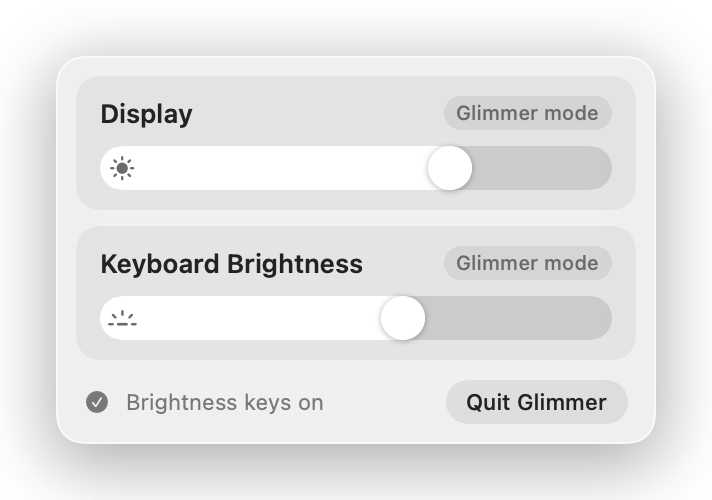 Display
Glimmer mode
Keyboard Brightness
Glimmer mode
Brightness keys on
Quit Glimmer